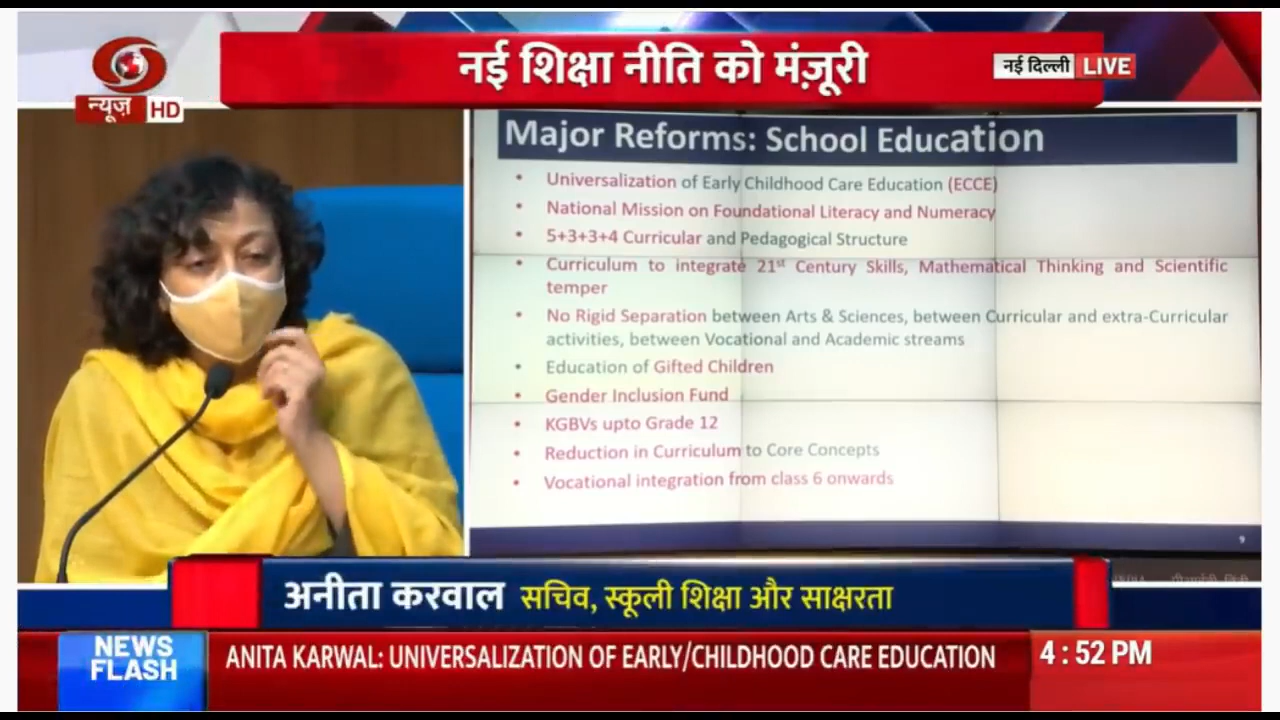 न्यूज़ HD
नई शिक्षा नीति को मंज़ूरी
नई दिल्ली LIVE
Major Reforms: School Education
• Universalization of Early Childhood Care Education (ECCE)
• National Mission on Foundational Literacy and Numeracy
• 5+3+3+4 Curricular and Pedagogical Structure
• Curriculum to integrate 21st Century Skills, Mathematical Thinking and Scientific
temper
• No Rigid Separation between Arts & Sciences, between Curricular and extra-Curricular
activities, between Vocational and Academic streams
• Education of Gifted Children
• Gender Inclusion Fund
• KGBVs upto Grade 12
• Reduction in Curriculum to Core Concepts
• Vocational integration from class 6 onwards
9
अनीता करवाल सचिव, स्कूली शिक्षा और साक्षरता
NEWS
FLASH
ANITA KARWAL: UNIVERSALIZATION OF EARLY/CHILDHOOD CARE EDUCATION
4:52 PM